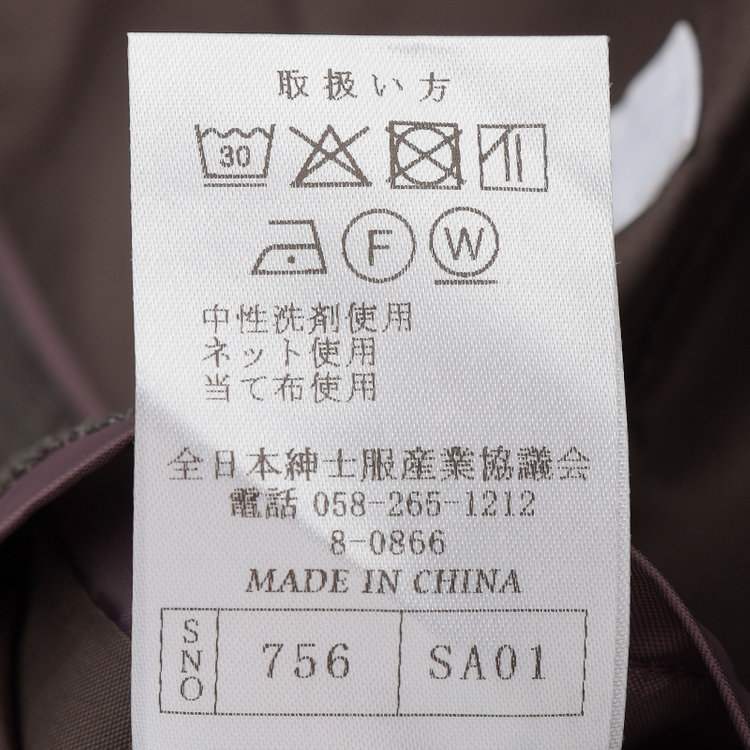 取扱い方
30
F W
中性洗剤使用
ネット使用
当て布使用
全日本紳士服産業協議会
電話 058-265-1212
8-0866
MADE IN CHINA
SNO 756 SA01